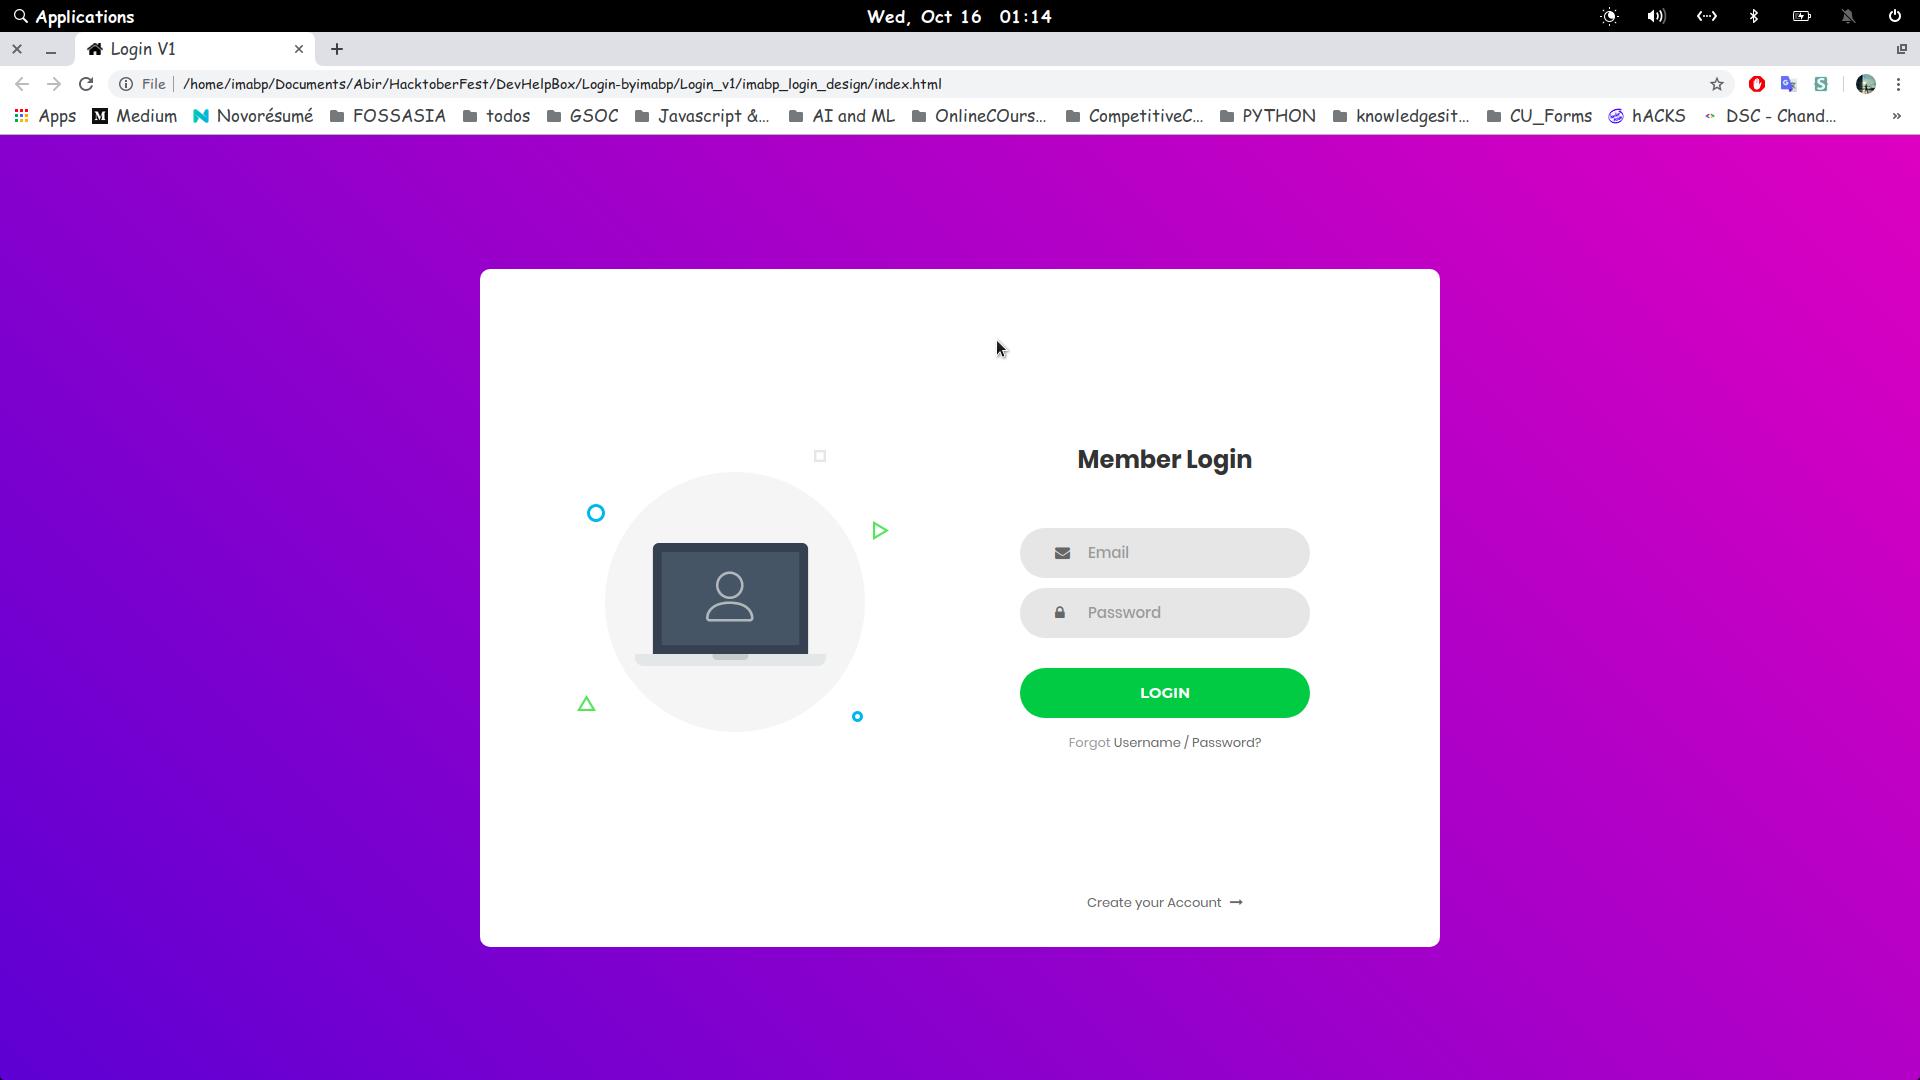 Applications Wed, Oct 16 01:14
Login V1
File /home/imabp/Documents/Abir/HacktoberFest/DevHelpBox/Login-byimabp/Login_v1/imabp_login_design/index.html
Apps M Medium Novorésumé FOSSASIA todos GSOC Javascript &... AI and ML OnlineCOurs... CompetitiveC... PYTHON knowledgesit... CU_Forms hACKS DSC - Chand... »
Member Login
Email
Password
LOGIN
Forgot Username / Password?
Create your Account →